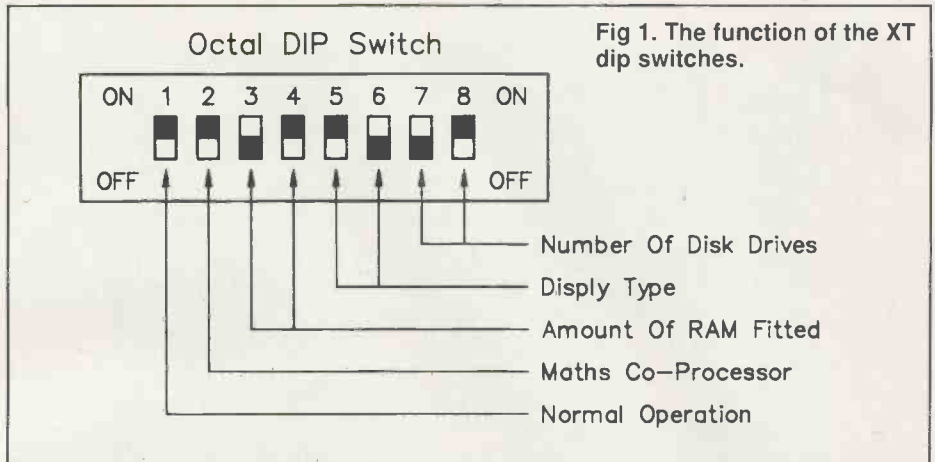 Fig 1. The function of the XT
dip switches.
Octal DIP Switch
ON 1 2 3 4 5 6 7 8 ON
OFF OFF
Number Of Disk Drives
Disply Type
Amount Of RAM Fitted
Maths Co-Processor
Normal Operation